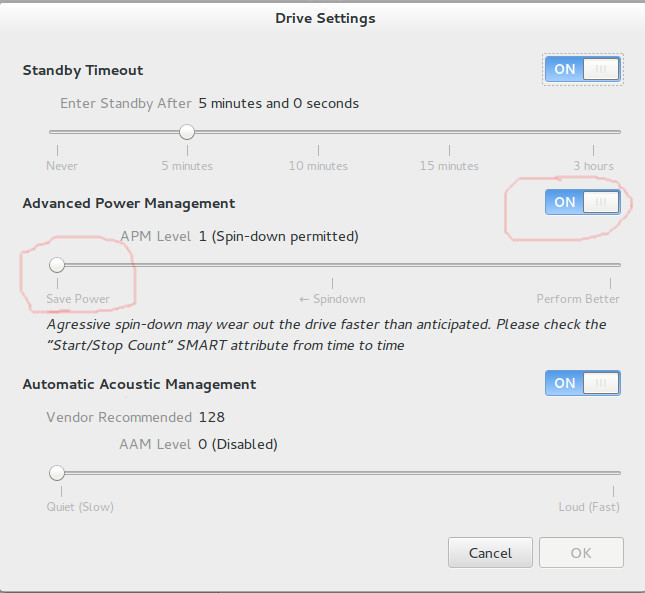 Drive Settings
Standby Timeout ON
Enter Standby After 5 minutes and 0 seconds
Never 5 minutes 10 minutes 15 minutes 3 hours
Advanced Power Management ON
APM Level 1 (Spin-down permitted)
Save Power ← Spindown Perform Better
Agressive spin-down may wear out the drive faster than anticipated. Please check the
"Start/Stop Count" SMART attribute from time to time
Automatic Acoustic Management ON
Vendor Recommended 128
AAM Level 0 (Disabled)
Quiet (Slow) Loud (Fast)
Cancel OK